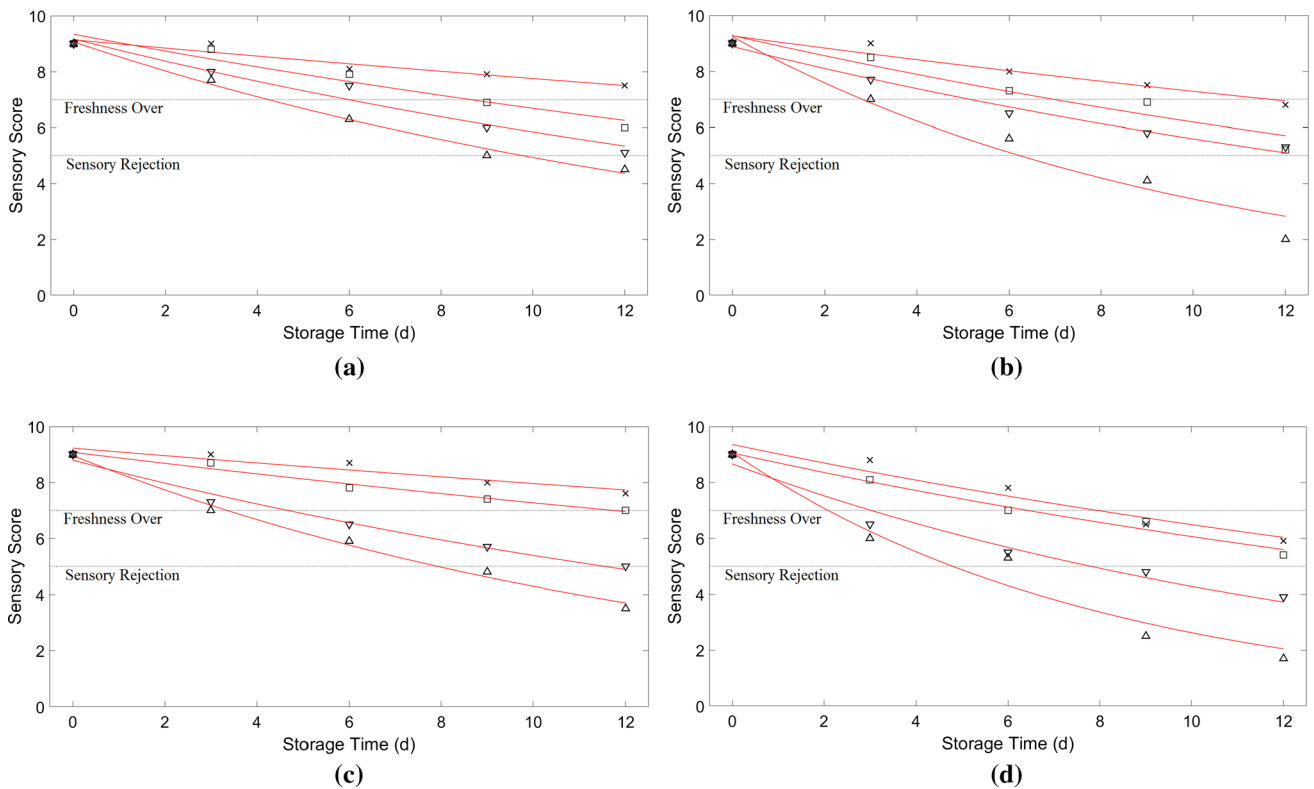 10
8
6
4
2
0
Sensory Score
Freshness Over
Sensory Rejection
0 2 4 6 8 10 12
Storage Time (d)
(a)
10
8
6
4
2
0
Sensory Score
Freshness Over
Sensory Rejection
0 2 4 6 8 10 12
Storage Time (d)
(b)
10
8
6
4
2
0
Sensory Score
Freshness Over
Sensory Rejection
0 2 4 6 8 10 12
Storage Time (d)
(c)
10
8
6
4
2
0
Sensory Score
Freshness Over
Sensory Rejection
0 2 4 6 8 10 12
Storage Time (d)
(d)